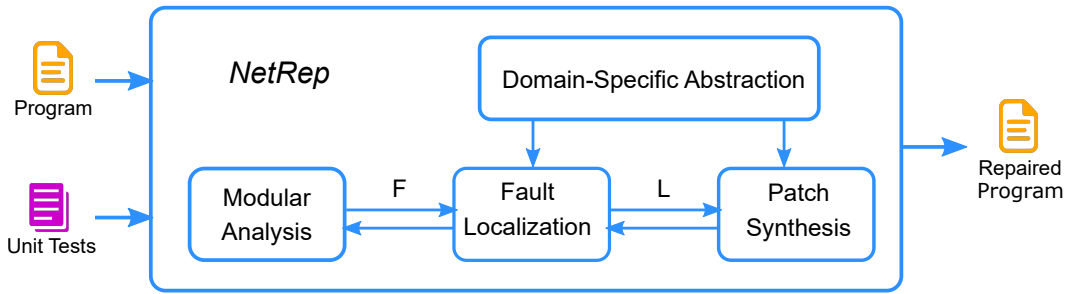 Program
Unit Tests
NetRep
Domain-Specific Abstraction
Modular
Analysis
F
Fault
Localization
L
Patch
Synthesis
Repaired
Program